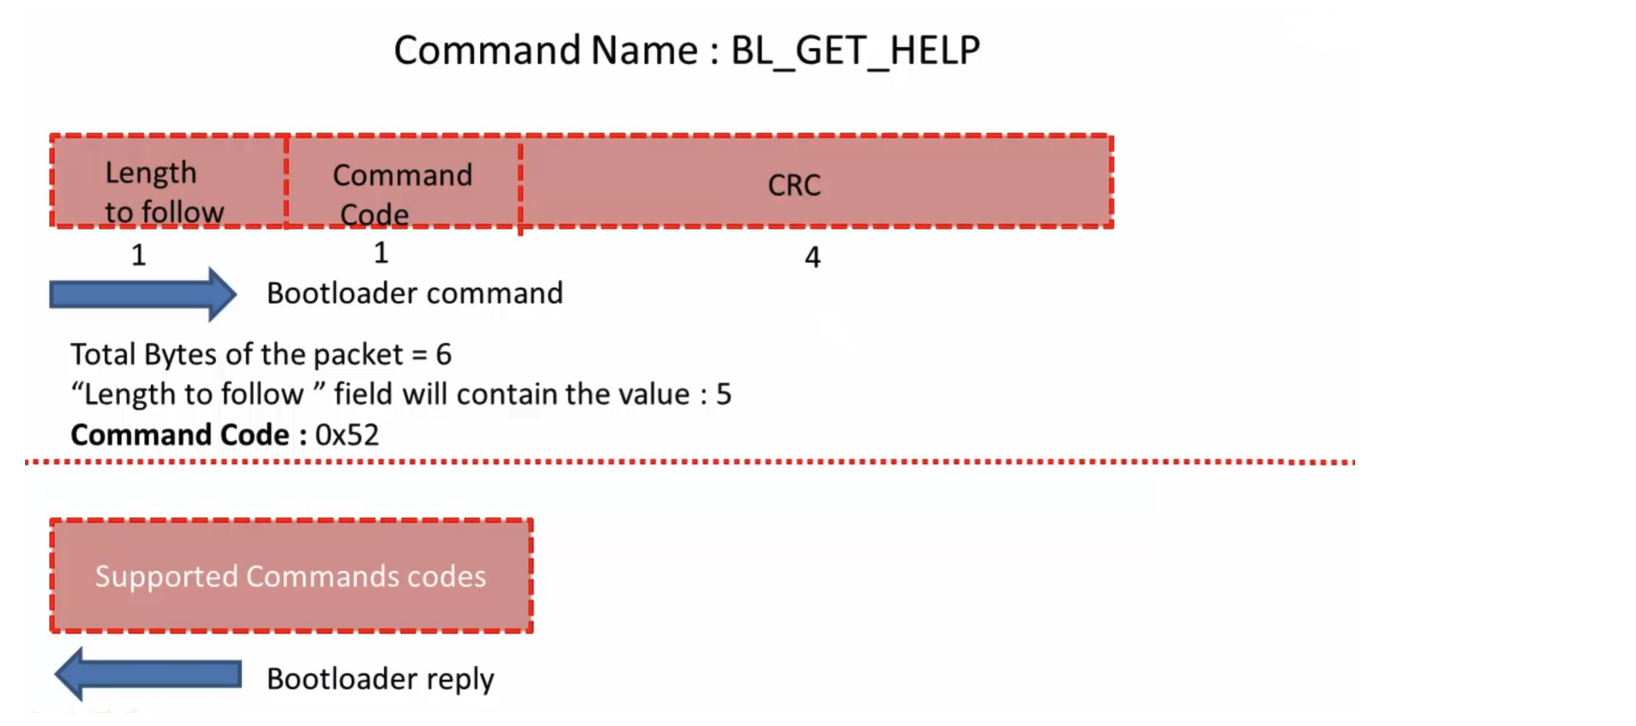 Command Name : BL_GET_HELP
Length
to follow
Command
Code
CRC
1
1
4
Bootloader command
Total Bytes of the packet = 6
“Length to follow ” field will contain the value : 5
Command Code : 0x52
Supported Commands codes
Bootloader reply